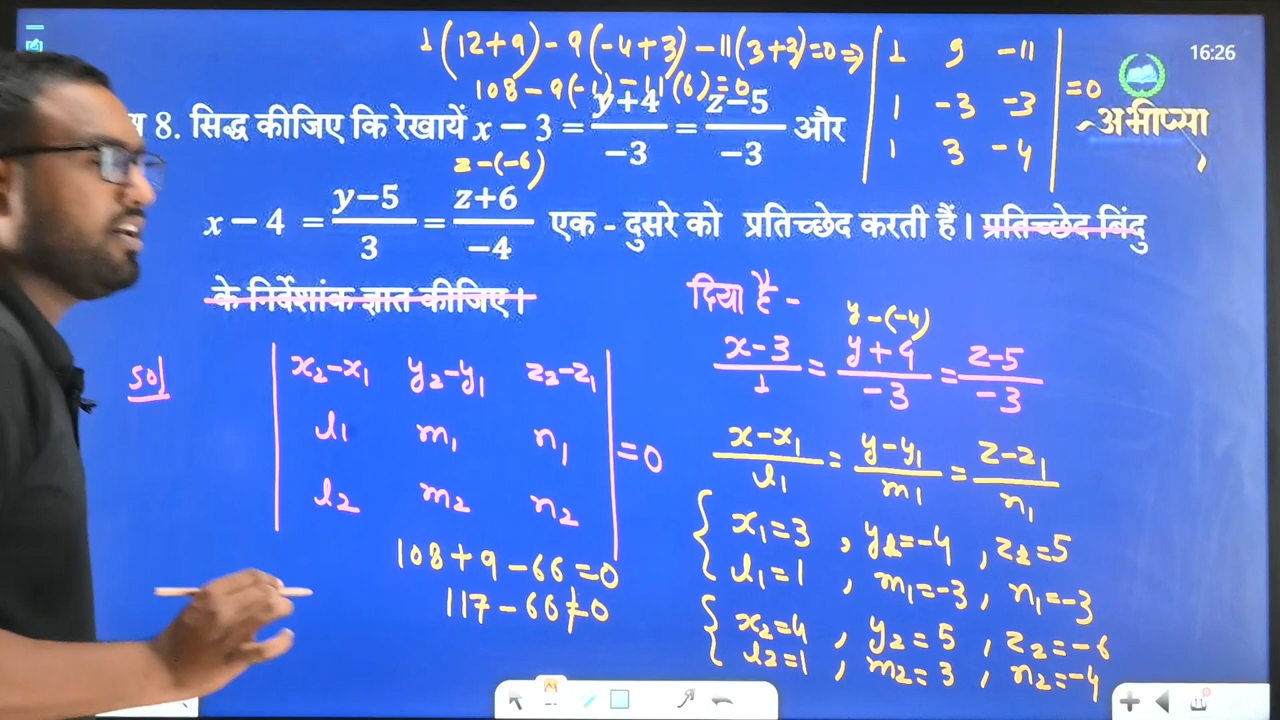 1(12+9) - 9(-4+3) - 11(3+3) = 0 ⇒ | 1 9 -11 |
108 - 9(-1) - 11(6) = 0
| 1 -3 -3 | = 0
| 1 3 -4 |
16:26
अभीप्सा
8. सिद्ध कीजिए कि रेखायें x − 3 = (y+4)/(−3) = (z−5)/(−3) और
z-(-6)
x − 4 = (y−5)/3 = (z+6)/(−4) एक - दुसरे को प्रतिच्छेद करती हैं। प्रतिच्छेद बिंदु
के निर्देशांक ज्ञात कीजिए।
दिया है -
y-(-4)
(x-3)/1 = (y+4)/(-3) = (z-5)/(-3)
Sol
| x₂-x₁ y₂-y₁ z₂-z₁ |
| l₁ m₁ n₁ | = 0
| l₂ m₂ n₂ |
(x-x₁)/l₁ = (y-y₁)/m₁ = (z-z₁)/n₁
{ x₁=3 , y₁=-4 , z₁=5
l₁=1 , m₁=-3 , n₁=-3
{ x₂=4 , y₂=5 , z₂=-6
l₂=1 , m₂=3 , n₂=-4
108+9-66=0
117-66≠0